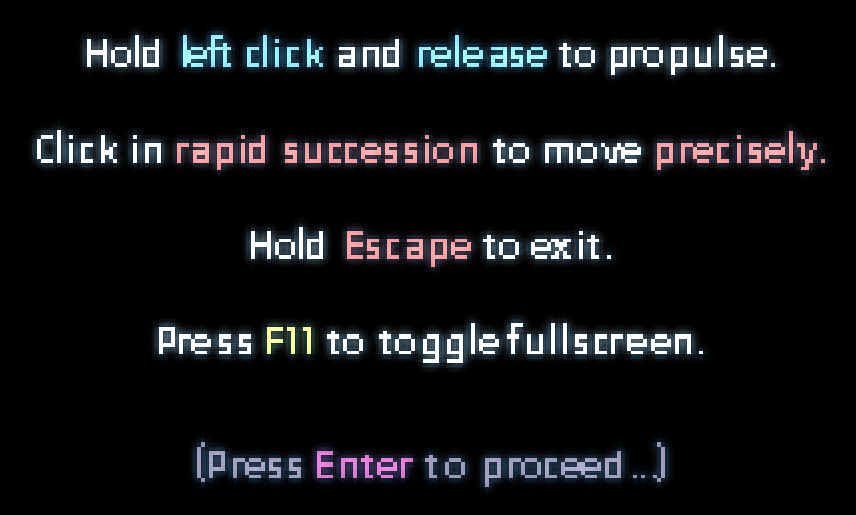 Hold left click and release to propulse.
Click in rapid succession to move precisely.
Hold Escape to exit.
Press F11 to toggle fullscreen.
(Press Enter to proceed...)